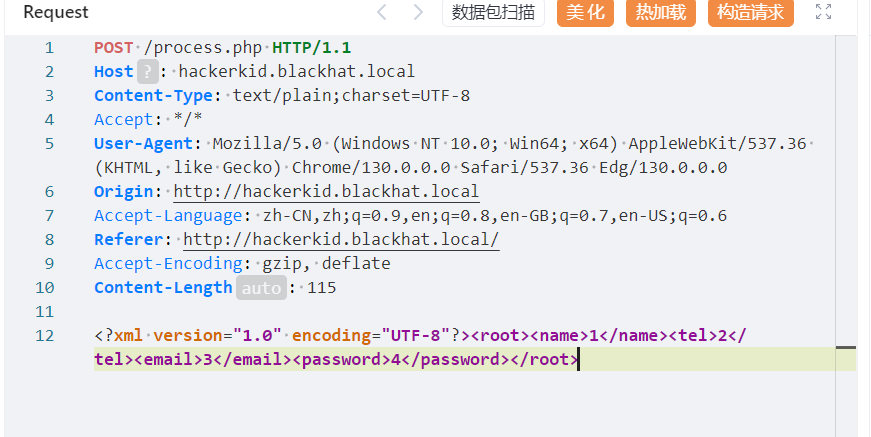 Request 数据包扫描 美化 热加载 构造请求
1 POST /process.php HTTP/1.1
2 Host ? : hackerkid.blackhat.local
3 Content-Type: text/plain;charset=UTF-8
4 Accept: */*
5 User-Agent: Mozilla/5.0 (Windows NT 10.0; Win64; x64) AppleWebKit/537.36
(KHTML, like Gecko) Chrome/130.0.0.0 Safari/537.36 Edg/130.0.0.0
6 Origin: http://hackerkid.blackhat.local
7 Accept-Language: zh-CN,zh;q=0.9,en;q=0.8,en-GB;q=0.7,en-US;q=0.6
8 Referer: http://hackerkid.blackhat.local/
9 Accept-Encoding: gzip, deflate
10 Content-Length auto : 115
11
12 <?xml version="1.0" encoding="UTF-8"?><root><name>1</name><tel>2</
tel><email>3</email><password>4</password></root>